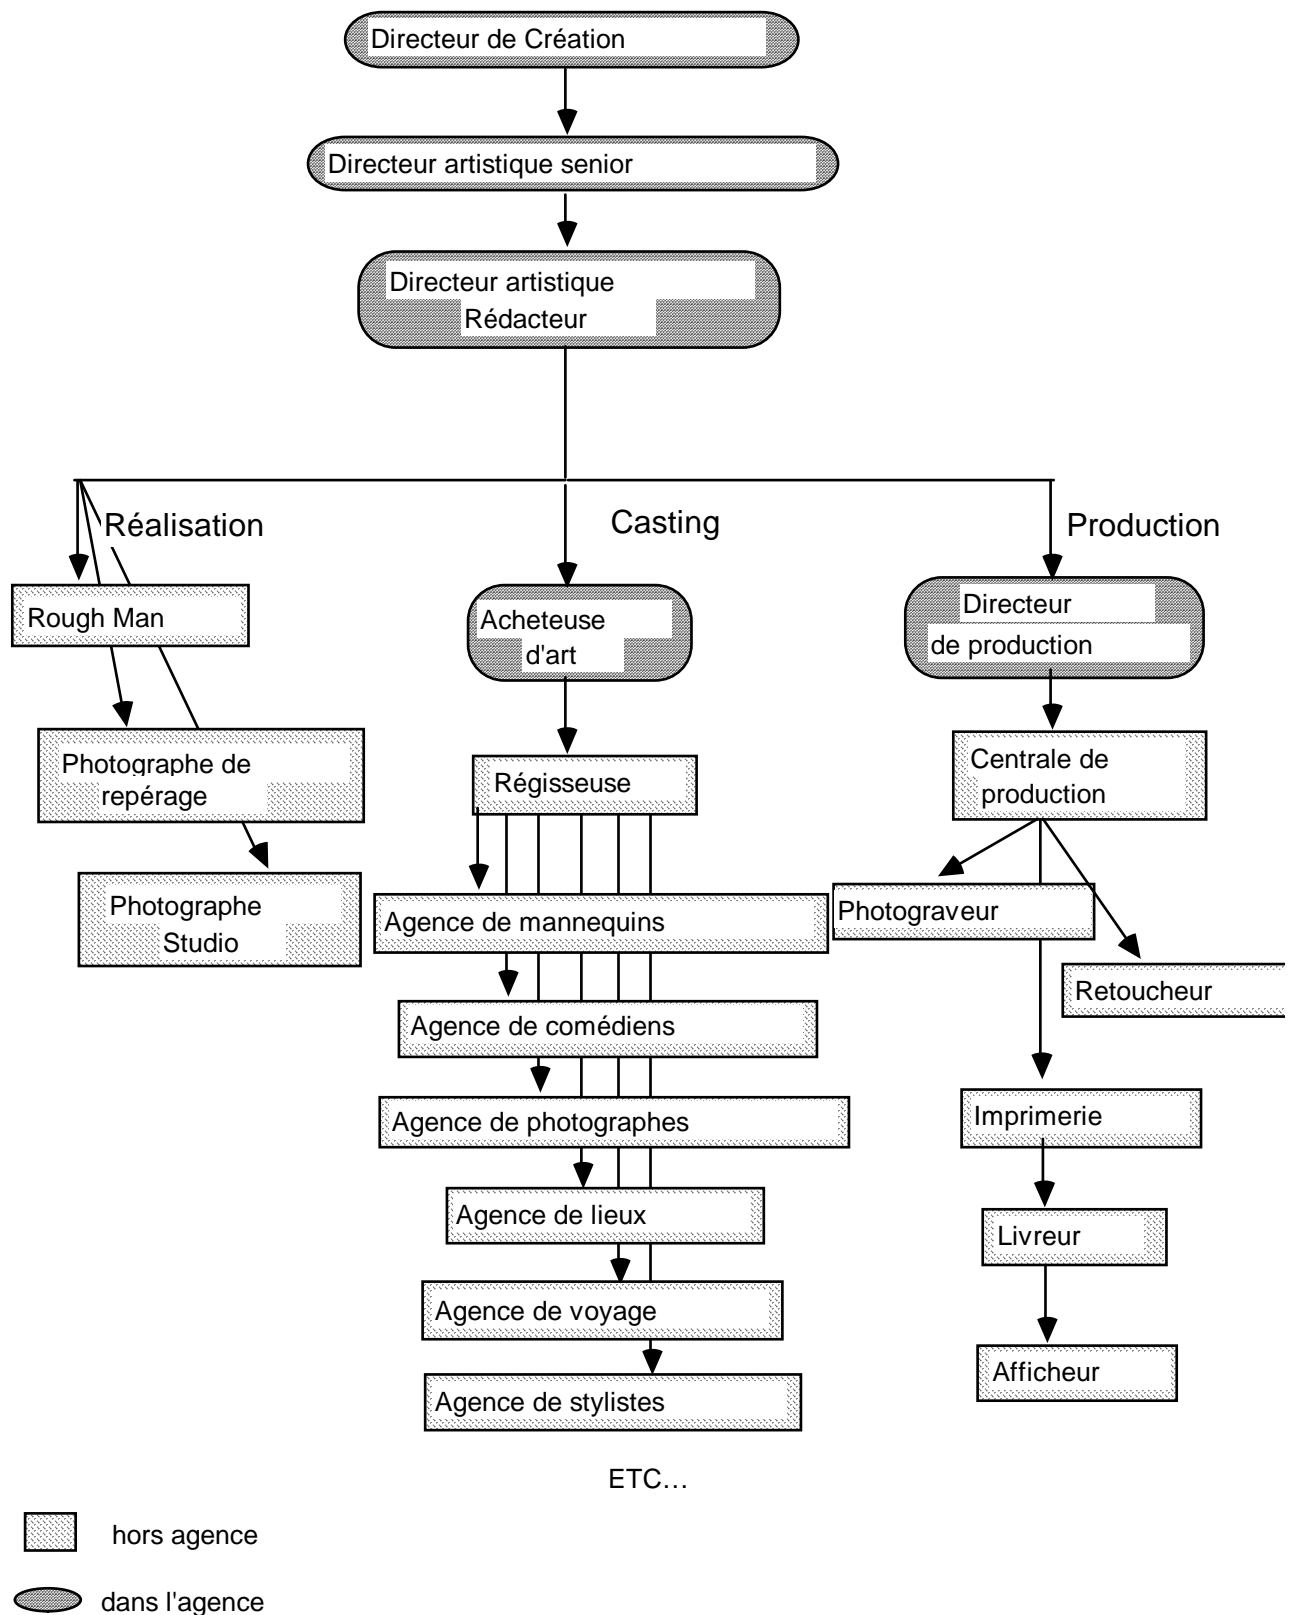 Directeur de Création
Directeur artistique senior
Directeur artistique
Rédacteur
Réalisation
Casting
Production
Rough Man
Photographe de
repérage
Photographe
Studio
Acheteuse
d'art
Régisseuse
Agence de mannequins
Agence de comédiens
Agence de photographes
Agence de lieux
Agence de voyage
Agence de stylistes
ETC…
Directeur
de production
Centrale de
production
Photograveur
Retoucheur
Imprimerie
Livreur
Afficheur
hors agence
dans l'agence